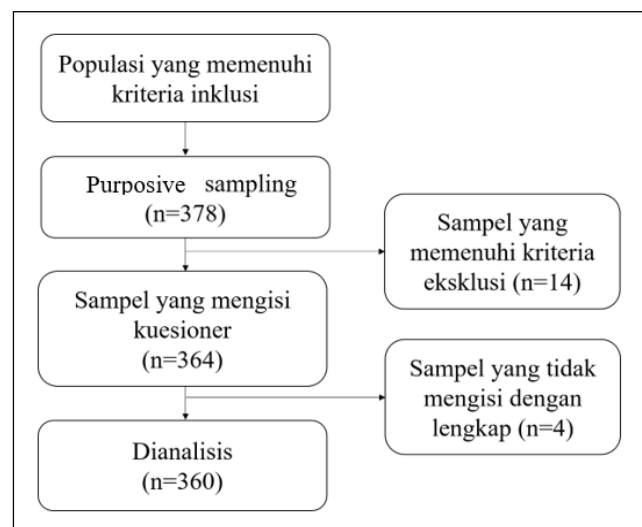 Populasi yang memenuhi
kriteria inklusi
Purposive sampling
(n=378)
Sampel yang
memenuhi kriteria
eksklusi (n=14)
Sampel yang mengisi
kuesioner
(n=364)
Sampel yang tidak
mengisi dengan
lengkap (n=4)
Dianalisis
(n=360)